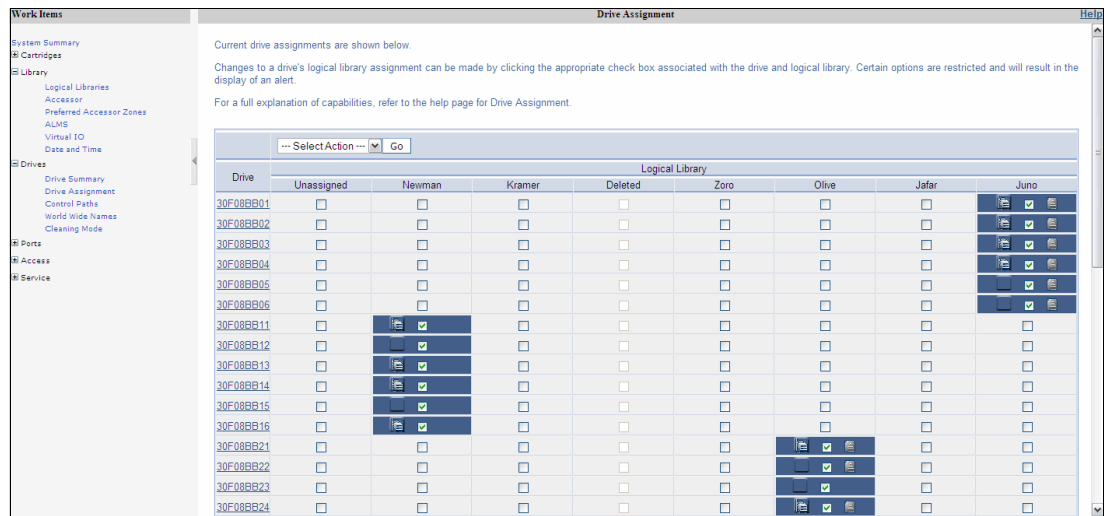 Work Items
Drive Assignment
Help
System Summary
Cartridges
Library
Logical Libraries
Accessor
Preferred Accessor Zones
ALMS
Virtual IO
Date and Time
Drives
Drive Summary
Drive Assignment
Control Paths
World Wide Names
Cleaning Mode
Ports
Access
Service
Current drive assignments are shown below.
Changes to a drive's logical library assignment can be made by clicking the appropriate check box associated with the drive and logical library. Certain options are restricted and will result in the
display of an alert.
For a full explanation of capabilities, refer to the help page for Drive Assignment.
--- Select Action --- Go
Drive Logical Library
Unassigned Newman Kramer Deleted Zoro Olive Jafar Juno
30F08BB01
30F08BB02
30F08BB03
30F08BB04
30F08BB05
30F08BB06
30F08BB11
30F08BB12
30F08BB13
30F08BB14
30F08BB15
30F08BB16
30F08BB21
30F08BB22
30F08BB23
30F08BB24